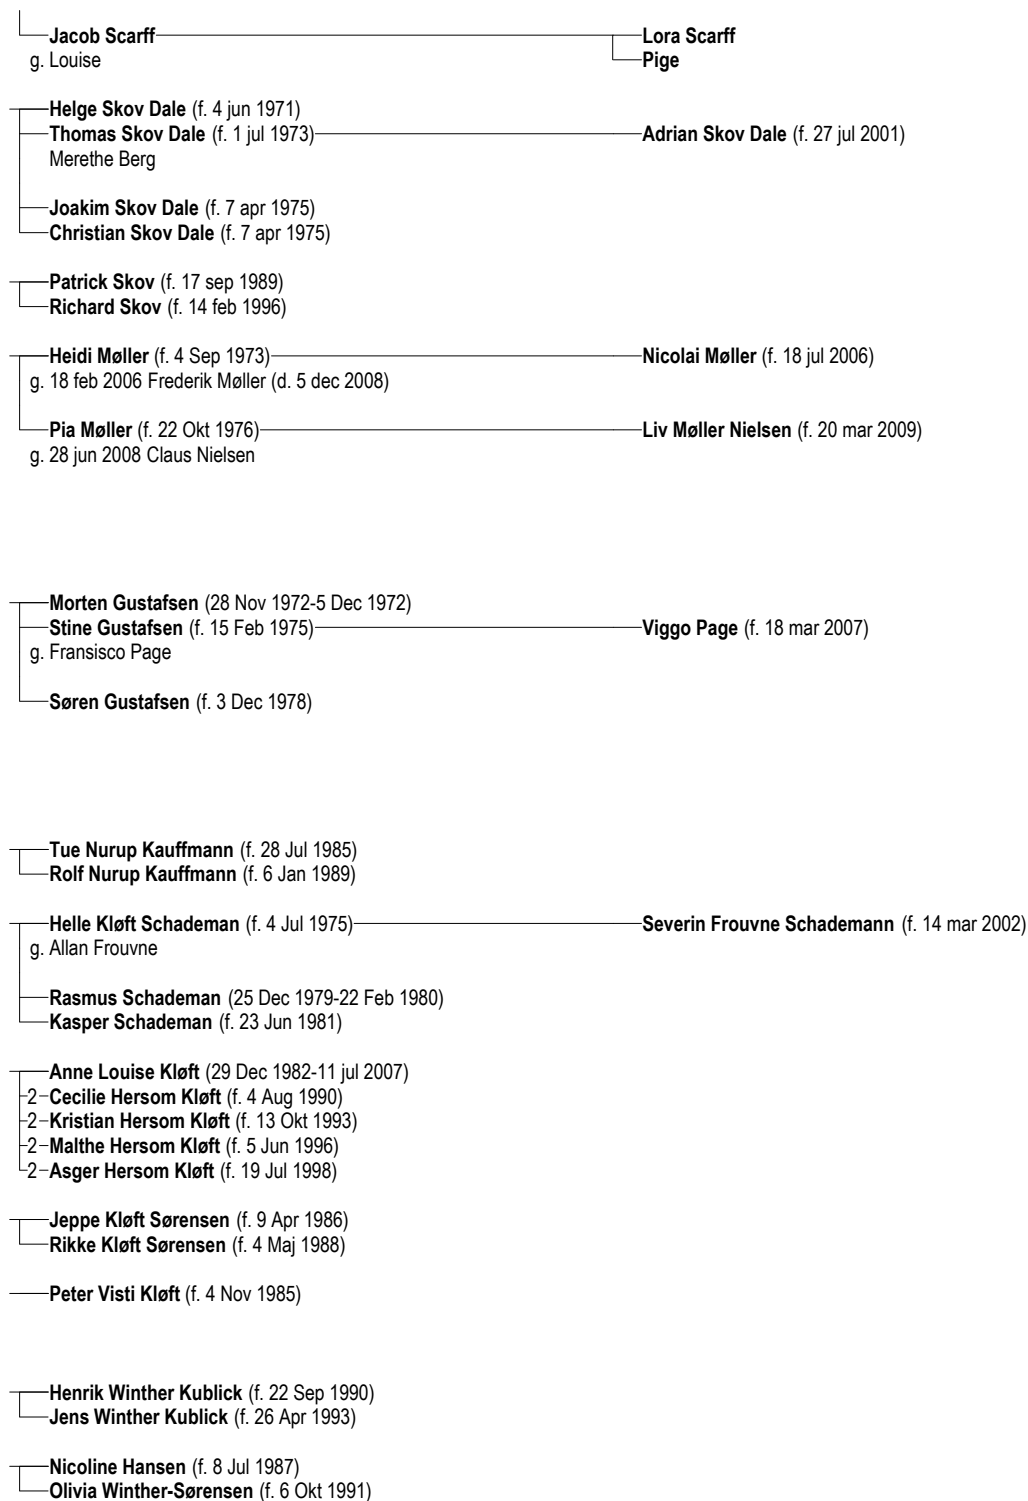 Jacob Scarff Lora Scarff
g. Louise Pige
Helge Skov Dale (f. 4 jun 1971)
Thomas Skov Dale (f. 1 jul 1973) Adrian Skov Dale (f. 27 jul 2001)
Merethe Berg
Joakim Skov Dale (f. 7 apr 1975)
Christian Skov Dale (f. 7 apr 1975)
Patrick Skov (f. 17 sep 1989)
Richard Skov (f. 14 feb 1996)
Heidi Møller (f. 4 Sep 1973) Nicolai Møller (f. 18 jul 2006)
g. 18 feb 2006 Frederik Møller (d. 5 dec 2008)
Pia Møller (f. 22 Okt 1976) Liv Møller Nielsen (f. 20 mar 2009)
g. 28 jun 2008 Claus Nielsen
Morten Gustafsen (28 Nov 1972-5 Dec 1972)
Stine Gustafsen (f. 15 Feb 1975) Viggo Page (f. 18 mar 2007)
g. Fransisco Page
Søren Gustafsen (f. 3 Dec 1978)
Tue Nurup Kauffmann (f. 28 Jul 1985)
Rolf Nurup Kauffmann (f. 6 Jan 1989)
Helle Kløft Schademan (f. 4 Jul 1975) Severin Frouvne Schademann (f. 14 mar 2002)
g. Allan Frouvne
Rasmus Schademan (25 Dec 1979-22 Feb 1980)
Kasper Schademan (f. 23 Jun 1981)
Anne Louise Kløft (29 Dec 1982-11 jul 2007)
2 Cecilie Hersom Kløft (f. 4 Aug 1990)
2 Kristian Hersom Kløft (f. 13 Okt 1993)
2 Malthe Hersom Kløft (f. 5 Jun 1996)
2 Asger Hersom Kløft (f. 19 Jul 1998)
Jeppe Kløft Sørensen (f. 9 Apr 1986)
Rikke Kløft Sørensen (f. 4 Maj 1988)
Peter Visti Kløft (f. 4 Nov 1985)
Henrik Winther Kublick (f. 22 Sep 1990)
Jens Winther Kublick (f. 26 Apr 1993)
Nicoline Hansen (f. 8 Jul 1987)
Olivia Winther-Sørensen (f. 6 Okt 1991)